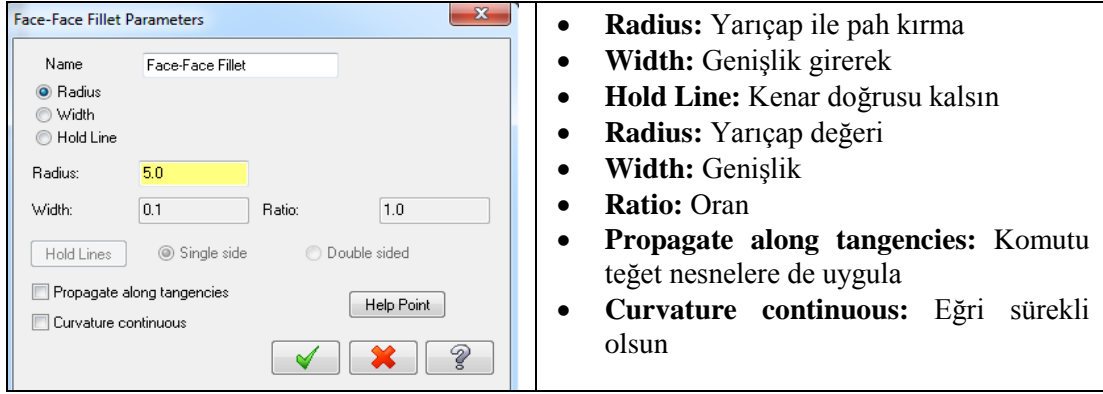 Face-Face Fillet Parameters
Name Face-Face Fillet
Radius
Width
Hold Line
Radius: 5.0
Width: 0.1 Ratio: 1.0
Hold Lines Single side Double sided
Propagate along tangencies
Help Point
Curvature continuous
• Radius: Yarıçap ile pah kırma
• Width: Genişlik girerek
• Hold Line: Kenar doğrusu kalsın
• Radius: Yarıçap değeri
• Width: Genişlik
• Ratio: Oran
• Propagate along tangencies: Komutu
teğet nesnelere de uygula
• Curvature continuous: Eğri sürekli
olsun